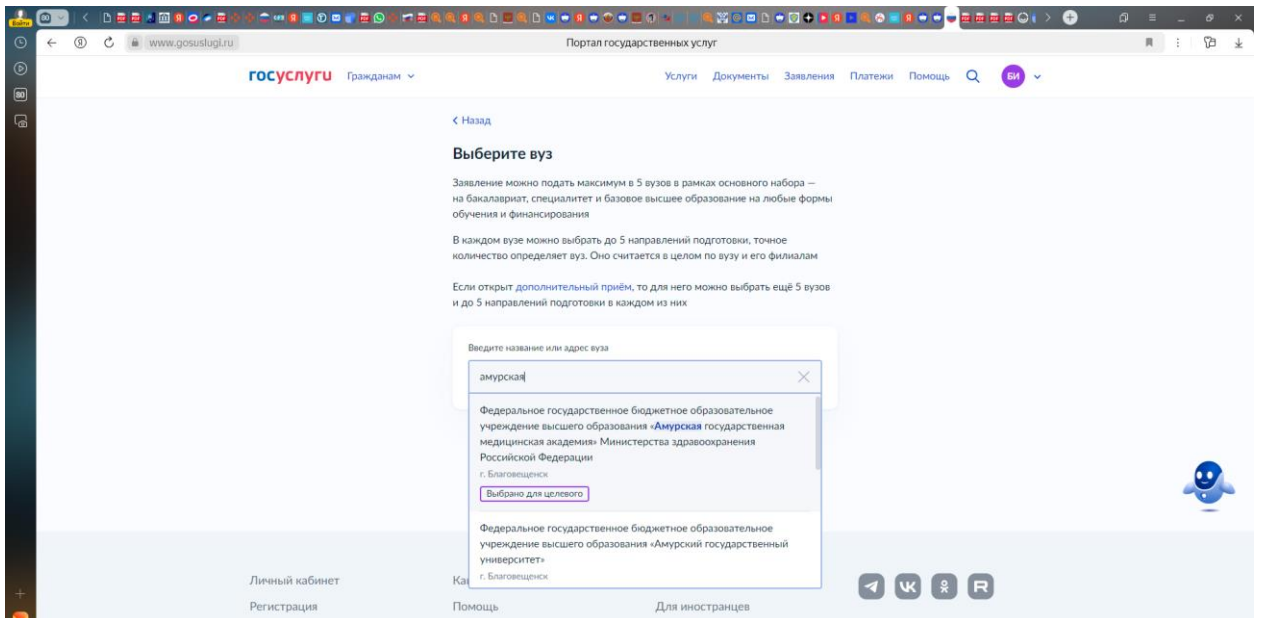 Войти
80
www.gosuslugi.ru
Портал государственных услуг
госуслуги
Гражданам
Услуги Документы Заявления Платежи Помощь
БИ
Назад
Выберите вуз
Заявление можно подать максимум в 5 вузов в рамках основного набора —
на бакалавриат, специалитет и базовое высшее образование на любые формы
обучения и финансирования
В каждом вузе можно выбрать до 5 направлений подготовки, точное
количество определяет вуз. Оно считается в целом по вузу и его филиалам
Если открыт дополнительный приём, то для него можно выбрать ещё 5 вузов
и до 5 направлений подготовки в каждом из них
Введите название или адрес вуза
амурская
Федеральное государственное бюджетное образовательное
учреждение высшего образования «Амурская государственная
медицинская академия» Министерства здравоохранения
Российской Федерации
г. Благовещенск
Выбрано для целевого
Федеральное государственное бюджетное образовательное
учреждение высшего образования «Амурский государственный
университет»
г. Благовещенск
Личный кабинет
Регистрация
Помощь
Для иностранцев